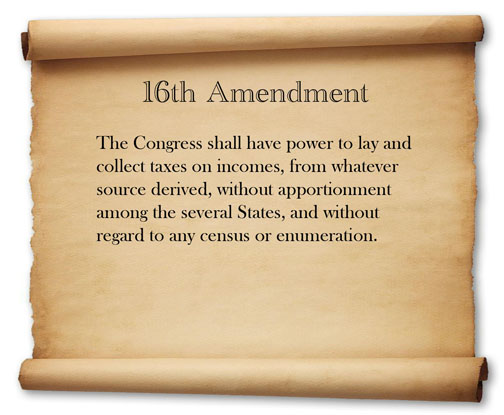 16th Amendment
The Congress shall have power to lay and
collect taxes on incomes, from whatever
source derived, without apportionment
among the several States, and without
regard to any census or enumeration.